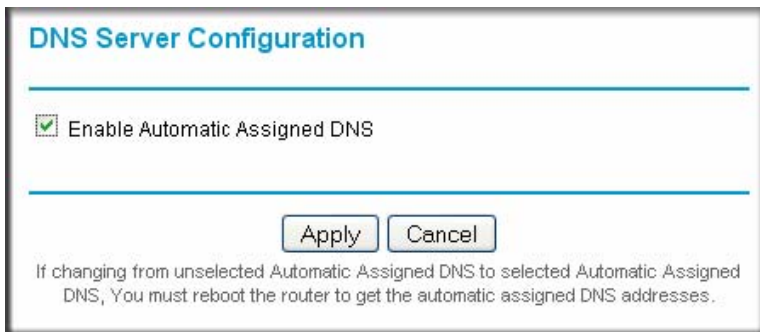 DNS Server Configuration
Enable Automatic Assigned DNS
Apply Cancel
If changing from unselected Automatic Assigned DNS to selected Automatic Assigned
DNS, You must reboot the router to get the automatic assigned DNS addresses.